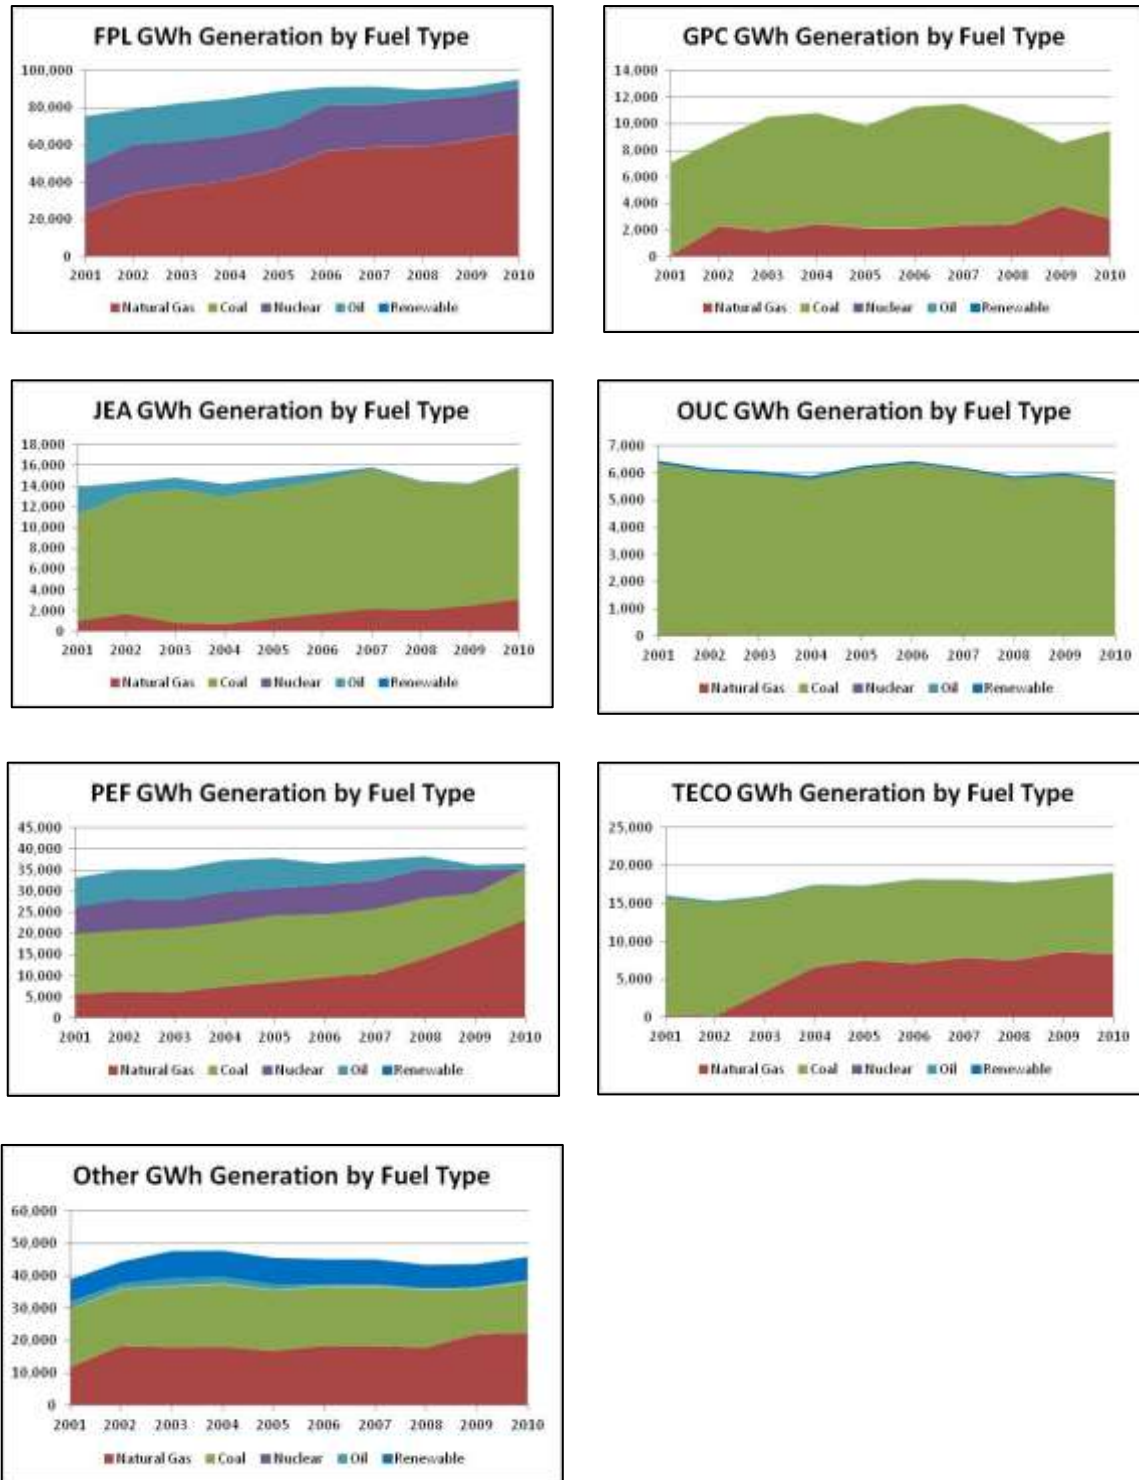 FPL GWh Generation by Fuel Type
100,000
80,000
60,000
40,000
20,000
0
2001 2002 2003 2004 2005 2006 2007 2008 2009 2010
Natural Gas Coal Nuclear Oil Renewable
GPC GWh Generation by Fuel Type
14,000
12,000
10,000
8,000
6,000
4,000
2,000
0
2001 2002 2003 2004 2005 2006 2007 2008 2009 2010
Natural Gas Coal Nuclear Oil Renewable
JEA GWh Generation by Fuel Type
18,000
16,000
14,000
12,000
10,000
8,000
6,000
4,000
2,000
0
2001 2002 2003 2004 2005 2006 2007 2008 2009 2010
Natural Gas Coal Nuclear Oil Renewable
OUC GWh Generation by Fuel Type
7,000
6,000
5,000
4,000
3,000
2,000
1,000
0
2001 2002 2003 2004 2005 2006 2007 2008 2009 2010
Natural Gas Coal Nuclear Oil Renewable
PEF GWh Generation by Fuel Type
45,000
40,000
35,000
30,000
25,000
20,000
15,000
10,000
5,000
0
2001 2002 2003 2004 2005 2006 2007 2008 2009 2010
Natural Gas Coal Nuclear Oil Renewable
TECO GWh Generation by Fuel Type
25,000
20,000
15,000
10,000
5,000
0
2001 2002 2003 2004 2005 2006 2007 2008 2009 2010
Natural Gas Coal Nuclear Oil Renewable
Other GWh Generation by Fuel Type
60,000
50,000
40,000
30,000
20,000
10,000
0
2001 2002 2003 2004 2005 2006 2007 2008 2009 2010
Natural Gas Coal Nuclear Oil Renewable